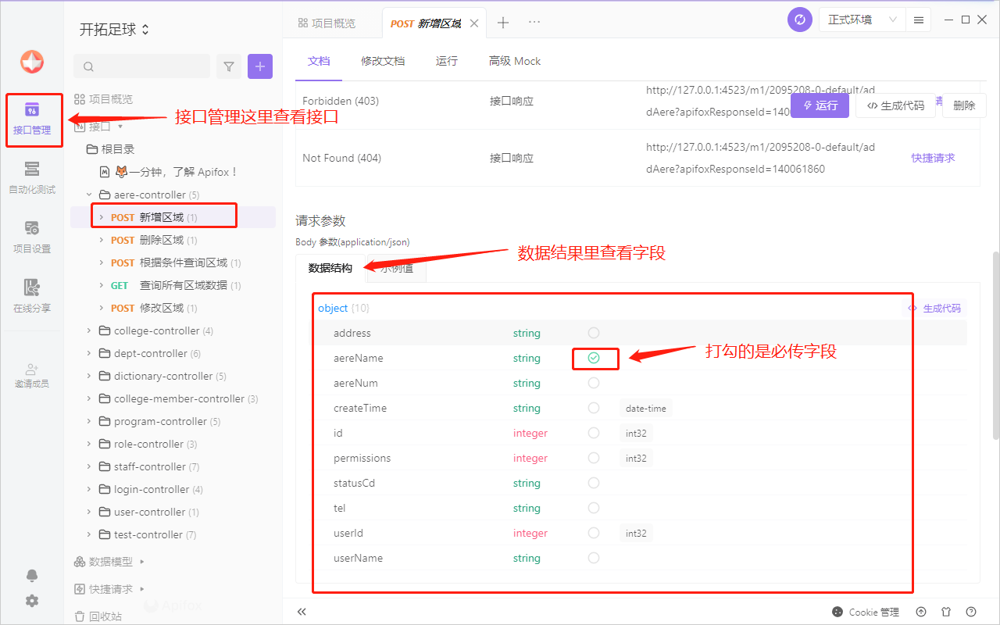 开拓足球
项目概览
POST 新增区域
正式环境
接口管理
自动化测试
项目设置
在线分享
邀请成员
项目概览
接口
根目录
一分钟，了解 Apifox！
aere-controller (5)
POST 新增区域 (1)
POST 删除区域 (1)
POST 根据条件查询区域 (1)
GET 查询所有区域数据 (1)
POST 修改区域 (1)
college-controller (4)
dept-controller (6)
dictionary-controller (5)
college-member-controller (3)
program-controller (5)
role-controller (3)
staff-controller (7)
login-controller (4)
user-controller (1)
test-controller (7)
数据模型
快捷请求
回收站
Apifox
接口管理这里查看接口
文档 修改文档 运行 高级 Mock
Forbidden (403) 接口响应 http://127.0.0.1:4523/m1/2095208-0-default/ad
dAere?apifoxResponseId=1400
运行 生成代码 删除
Not Found (404) 接口响应 http://127.0.0.1:4523/m1/2095208-0-default/ad
dAere?apifoxResponseId=140061860
快捷请求
请求参数
Body 参数(application/json)
数据结构 示例值
数据结果里查看字段
object (10) 生成代码
address string
aereName string
打勾的是必传字段
aereNum string
createTime string date-time
id integer int32
permissions integer int32
statusCd string
tel string
userId integer int32
userName string
Cookie 管理